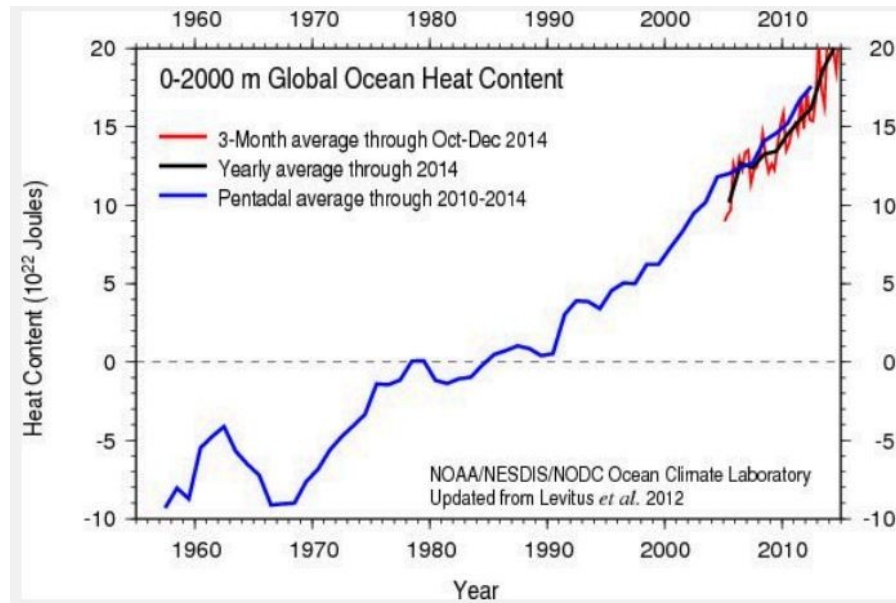 1960 1970 1980 1990 2000 2010
20 20
0-2000 m Global Ocean Heat Content
3-Month average through Oct-Dec 2014
15 15
Yearly average through 2014
Pentadal average through 2010-2014
10 10
Heat Content (10²² Joules)
5 5
0 0
-5 -5
NOAA/NESDIS/NODC Ocean Climate Laboratory
Updated from Levitus et al. 2012
-10 -10
1960 1970 1980 1990 2000 2010
Year